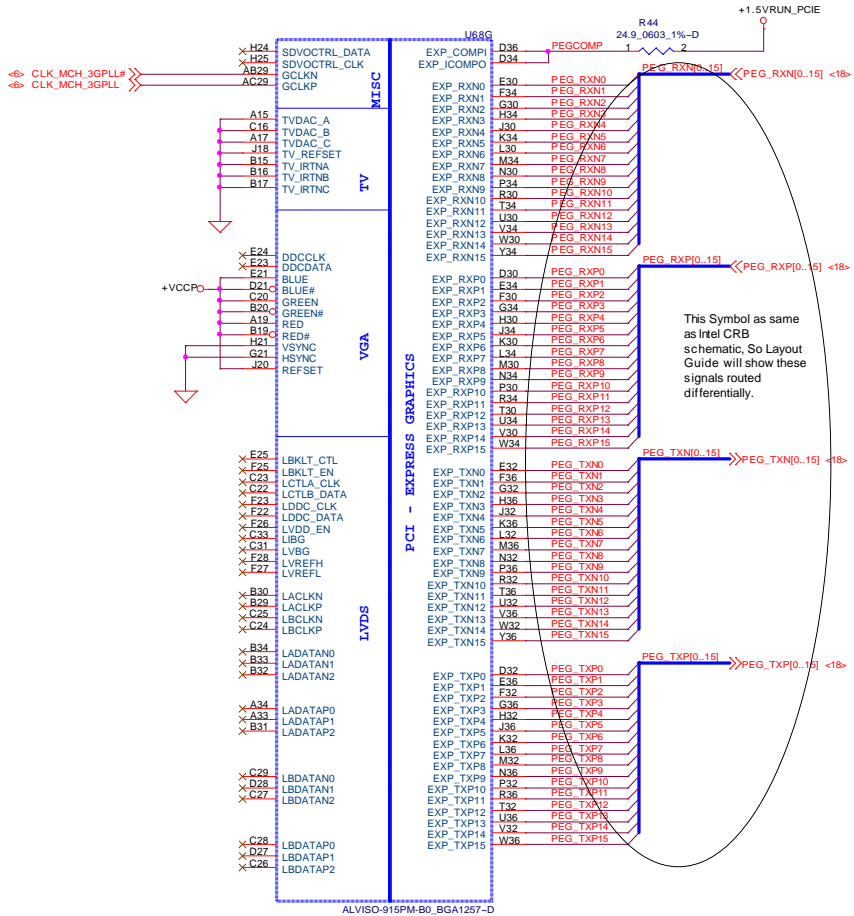 +1.5VRUN_PCIE
R44
24.9_0603_1%~D
U68G
H24 SDVOCTRL_DATA
H25 SDVOCTRL_CLK
<6> CLK_MCH_3GPLL# AB29 GCLKN
<6> CLK_MCH_3GPLL AC29 GCLKP
MISC
D36 EXP_COMPI PEGCOMP 1 2
D34 EXP_ICOMPO
A15 TVDAC_A
C16 TVDAC_B
A17 TVDAC_C
J18 TV_REFSET
B15 TV_IRTNA
B16 TV_IRTNB
B17 TV_IRTNC
TV
E24 DDCCLK
E23 DDCDATA
E21 BLUE
+VCCP D21 BLUE#
C20 GREEN
B20 GREEN#
A19 RED
B19 RED#
H21 VSYNC
G21 HSYNC
J20 REFSET
VGA
E25 LBKLT_CTL
F25 LBKLT_EN
C23 LCTLA_CLK
C22 LCTLB_DATA
F23 LDDC_CLK
F22 LDDC_DATA
F26 LVDD_EN
C33 LIBG
C31 LVBG
F28 LVREFH
F27 LVREFL
B30 LACLKN
B29 LACLKP
C25 LBCLKN
C24 LBCLKP
LVDS
B34 LADATAN0
B33 LADATAN1
B32 LADATAN2
A34 LADATAP0
A33 LADATAP1
B31 LADATAP2
C29 LBDATAN0
D28 LBDATAN1
C27 LBDATAN2
C28 LBDATAP0
D27 LBDATAP1
C26 LBDATAP2
PCI - EXPRESS GRAPHICS
PEG_RXN[0..15] PEG_RXN[0..15] <18>
EXP_RXN0 E30 PEG_RXN0
EXP_RXN1 F34 PEG_RXN1
EXP_RXN2 G30 PEG_RXN2
EXP_RXN3 H34 PEG_RXN3
EXP_RXN4 J30 PEG_RXN4
EXP_RXN5 K34 PEG_RXN5
EXP_RXN6 L30 PEG_RXN6
EXP_RXN7 M34 PEG_RXN7
EXP_RXN8 N30 PEG_RXN8
EXP_RXN9 P34 PEG_RXN9
EXP_RXN10 R30 PEG_RXN10
EXP_RXN11 T34 PEG_RXN11
EXP_RXN12 U30 PEG_RXN12
EXP_RXN13 V34 PEG_RXN13
EXP_RXN14 W30 PEG_RXN14
EXP_RXN15 Y34 PEG_RXN15
PEG_RXP[0..15] PEG_RXP[0..15] <18>
EXP_RXP0 D30 PEG_RXP0
EXP_RXP1 E34 PEG_RXP1
EXP_RXP2 F30 PEG_RXP2
EXP_RXP3 G34 PEG_RXP3
EXP_RXP4 H30 PEG_RXP4
EXP_RXP5 J34 PEG_RXP5
EXP_RXP6 K30 PEG_RXP6
EXP_RXP7 L34 PEG_RXP7
EXP_RXP8 M30 PEG_RXP8
EXP_RXP9 N34 PEG_RXP9
EXP_RXP10 P30 PEG_RXP10
EXP_RXP11 R34 PEG_RXP11
EXP_RXP12 T30 PEG_RXP12
EXP_RXP13 U34 PEG_RXP13
EXP_RXP14 V30 PEG_RXP14
EXP_RXP15 W34 PEG_RXP15
This Symbol as same
as Intel CRB
schematic, So Layout
Guide will show these
signals routed
differentially.
PEG_TXN[0..15] PEG_TXN[0..15] <18>
EXP_TXN0 E32 PEG_TXN0
EXP_TXN1 F36 PEG_TXN1
EXP_TXN2 G32 PEG_TXN2
EXP_TXN3 H36 PEG_TXN3
EXP_TXN4 J32 PEG_TXN4
EXP_TXN5 K36 PEG_TXN5
EXP_TXN6 L32 PEG_TXN6
EXP_TXN7 M36 PEG_TXN7
EXP_TXN8 N32 PEG_TXN8
EXP_TXN9 P36 PEG_TXN9
EXP_TXN10 R32 PEG_TXN10
EXP_TXN11 T36 PEG_TXN11
EXP_TXN12 U32 PEG_TXN12
EXP_TXN13 V36 PEG_TXN13
EXP_TXN14 W32 PEG_TXN14
EXP_TXN15 Y36 PEG_TXN15
PEG_TXP[0..15] PEG_TXP[0..15] <18>
EXP_TXP0 D32 PEG_TXP0
EXP_TXP1 E36 PEG_TXP1
EXP_TXP2 F32 PEG_TXP2
EXP_TXP3 G36 PEG_TXP3
EXP_TXP4 H32 PEG_TXP4
EXP_TXP5 J36 PEG_TXP5
EXP_TXP6 K32 PEG_TXP6
EXP_TXP7 L36 PEG_TXP7
EXP_TXP8 M32 PEG_TXP8
EXP_TXP9 N36 PEG_TXP9
EXP_TXP10 P32 PEG_TXP10
EXP_TXP11 R36 PEG_TXP11
EXP_TXP12 T32 PEG_TXP12
EXP_TXP13 U36 PEG_TXP13
EXP_TXP14 V32 PEG_TXP14
EXP_TXP15 W36 PEG_TXP15
ALVISO-915PM-B0_BGA1257~D